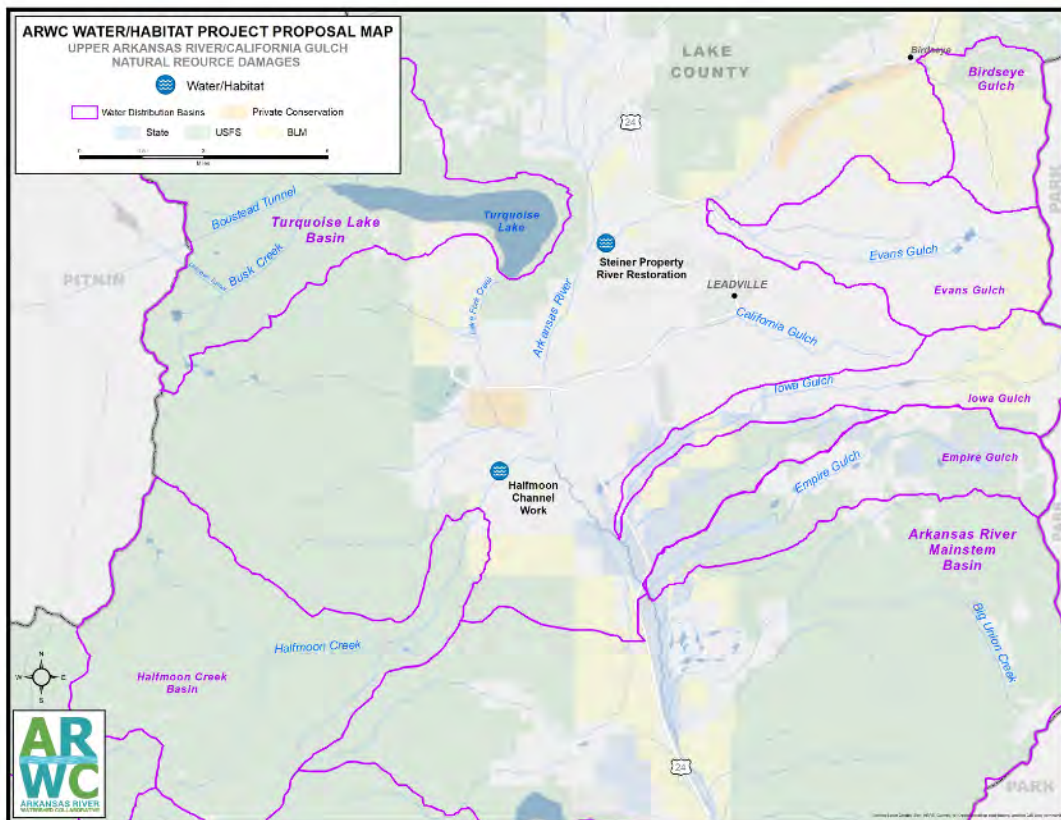 ARWC WATER/HABITAT PROJECT PROPOSAL MAP
UPPER ARKANSAS RIVER/CALIFORNIA GULCH
NATURAL REOURCE DAMAGES
Water/Habitat
Water Distribution Basins
Private Conservation
State
USFS
BLM
Miles
LAKE
COUNTY
Birdseye
Birdseye
Gulch
24
PARK
Boustead Tunnel
Turquoise Lake
Basin
Turquoise
Lake
Busk Creek
PITKIN
Steiner Property
River Restoration
Evans Gulch
Evans Gulch
LEADVILLE
California Gulch
Lake Fork Creek
Arkansas River
Iowa Gulch
Iowa Gulch
Empire Gulch
Empire Gulch
Halfmoon
Channel
Work
Arkansas River
Mainstem
Basin
Big Union Creek
Halfmoon Creek
Halfmoon Creek
Basin
N
W
E
S
AR
WC
ARKANSAS RIVER
WATERSHED COLLABORATIVE
24
PARK